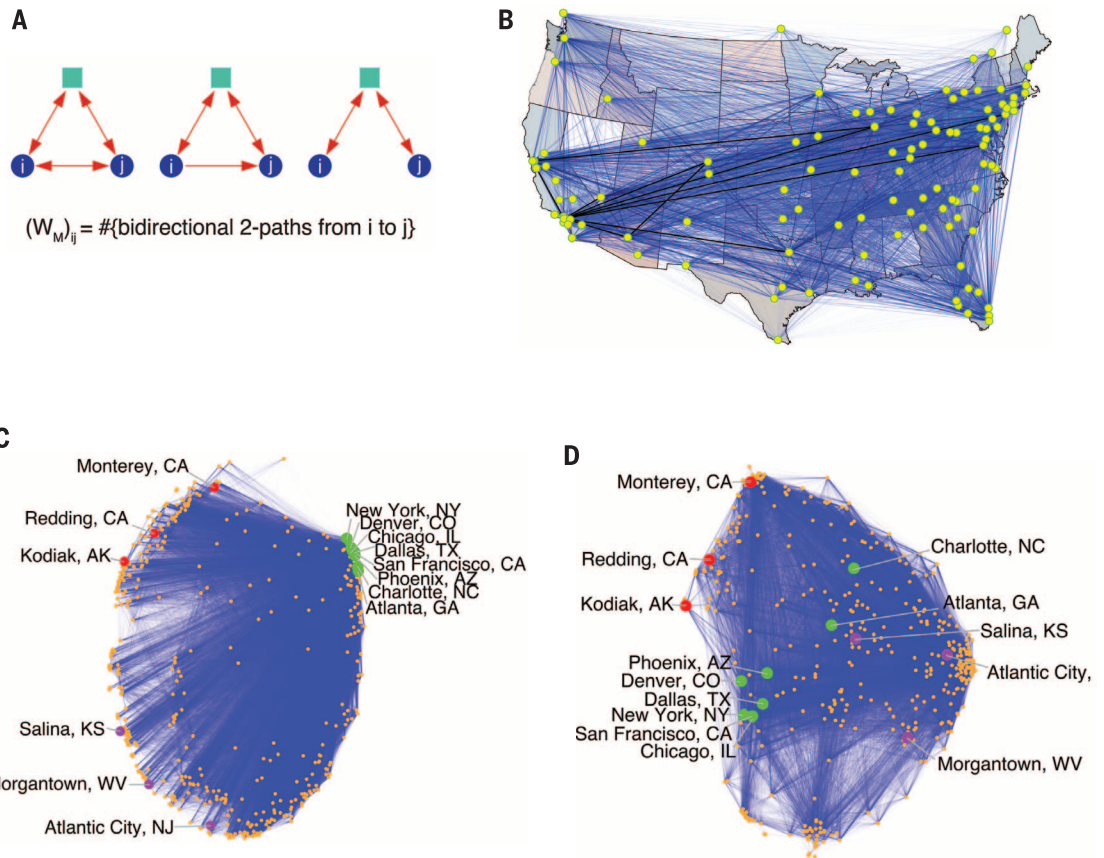 A
i j i j i j
(W_M)_ij = #{bidirectional 2-paths from i to j}
B
C
Monterey, CA
Redding, CA
Kodiak, AK
New York, NY
Denver, CO
Chicago, IL
Dallas, TX
San Francisco, CA
Phoenix, AZ
Charlotte, NC
Atlanta, GA
Salina, KS
organtown, WV
Atlantic City, NJ
D
Monterey, CA
Redding, CA
Kodiak, AK
Charlotte, NC
Atlanta, GA
Salina, KS
Atlantic City,
Phoenix, AZ
Denver, CO
Dallas, TX
New York, NY
San Francisco, CA
Chicago, IL
Morgantown, WV